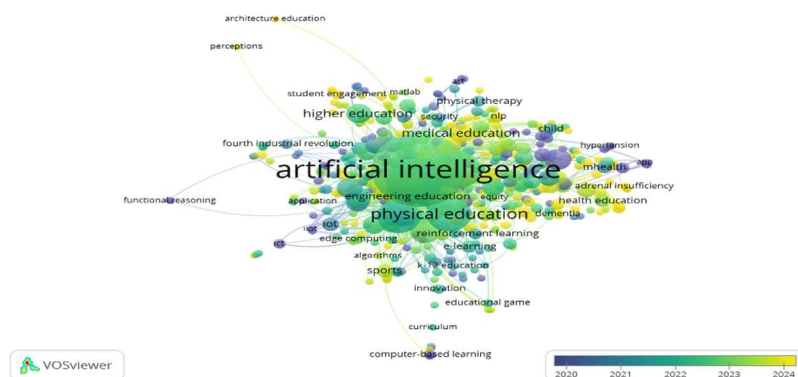 architecture education
perceptions
student engagement
matlab
art
physical therapy
higher education
security
nlp
medical education
child
fourth industrial revolution
hypertension
artificial intelligence
mhealth
epp
adrenal insufficiency
functional reasoning
application
engineering education
equity
health education
physical education
dementia
iot
iiot
reinforcement learning
ict
edge computing
e-learning
algorithms
k-12 education
sports
innovation
educational game
curriculum
computer-based learning
VOSviewer
2020 2021 2022 2023 2024